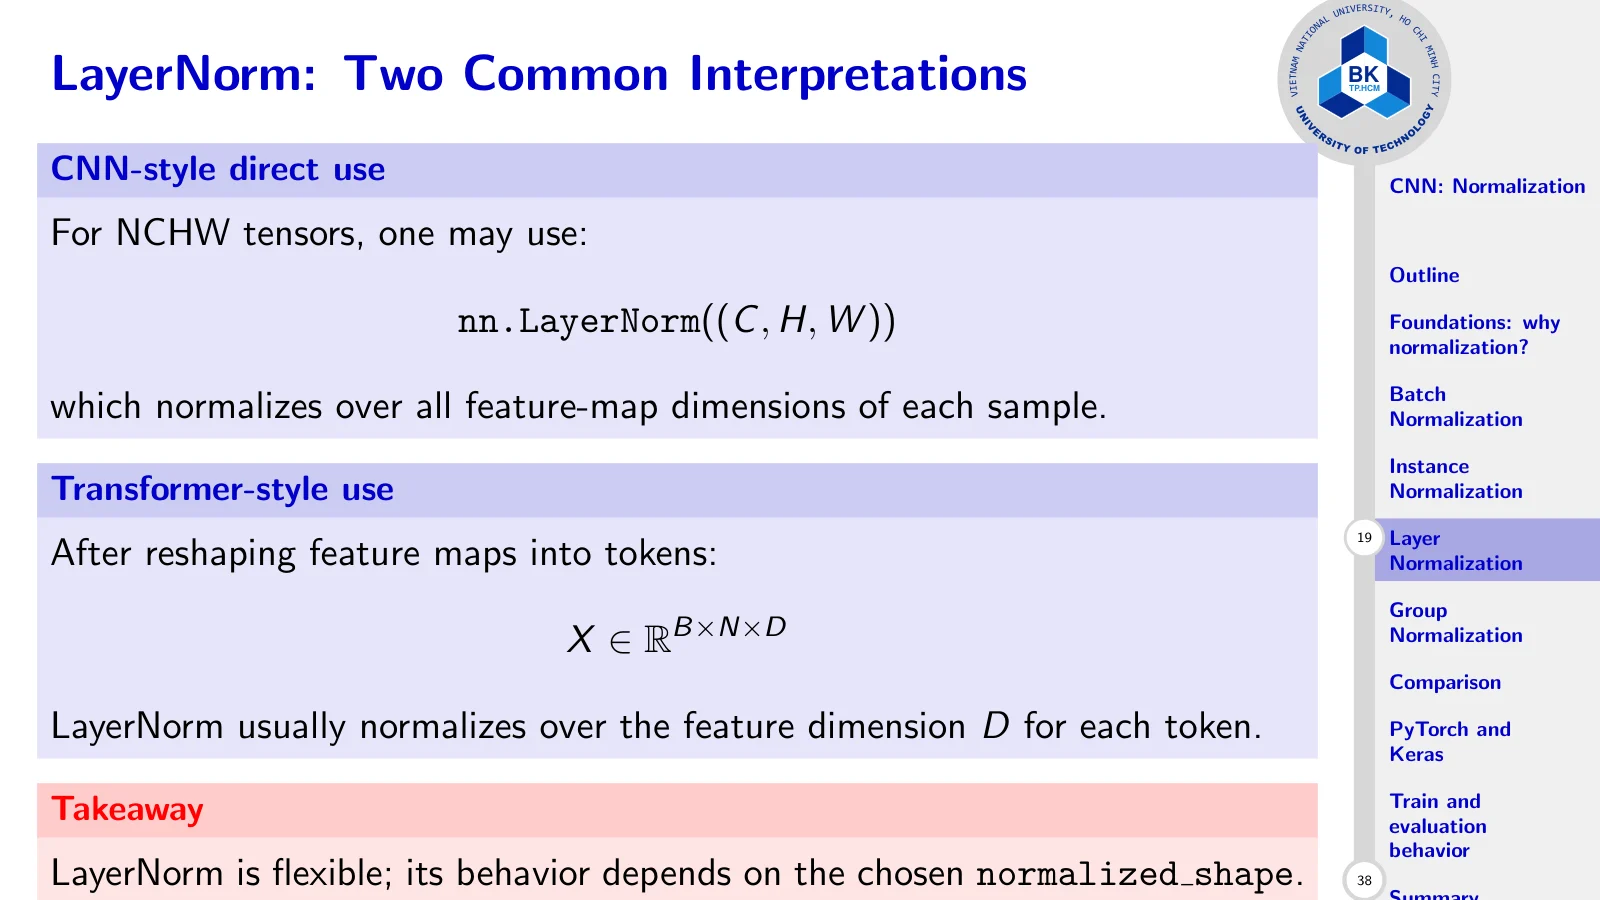 LayerNorm: Two Common Interpretations
CNN-style direct use
For NCHW tensors, one may use:
nn.LayerNorm((C, H, W))
which normalizes over all feature-map dimensions of each sample.
Transformer-style use
After reshaping feature maps into tokens:
X ∈ ℝ^{B×N×D}
LayerNorm usually normalizes over the feature dimension D for each token.
Takeaway
LayerNorm is flexible; its behavior depends on the chosen normalized_shape.
VIETNAM NATIONAL UNIVERSITY, HO CHI MINH CITY
BK
TP.HCM
UNIVERSITY OF TECHNOLOGY
CNN: Normalization
Outline
Foundations: why
normalization?
Batch
Normalization
Instance
Normalization
19
Layer
Normalization
Group
Normalization
Comparison
PyTorch and
Keras
Train and
evaluation
behavior
38
Summary